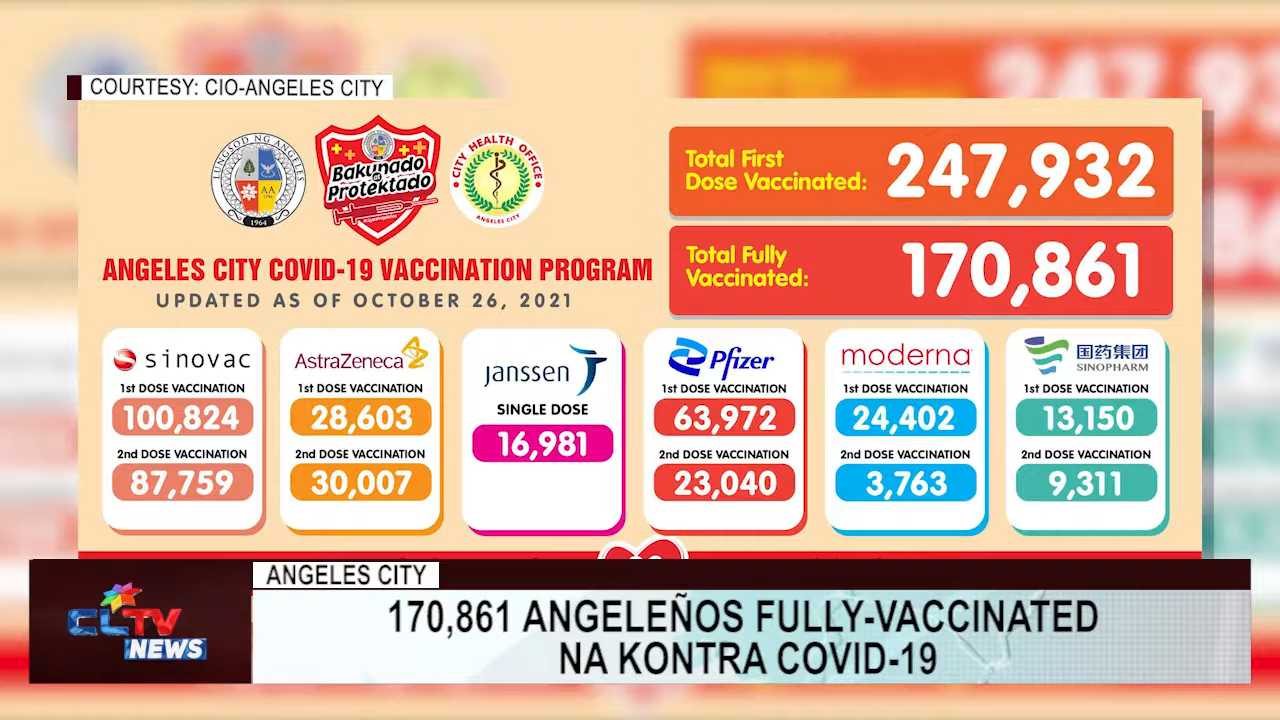 COURTESY: CIO-ANGELES CITY
LUNGSOD NG ANGELES
AA
1964
Bakunado
at
Protektado
CITY HEALTH OFFICE
ANGELES CITY
Total First
Dose Vaccinated:
247,932
Total Fully
Vaccinated:
170,861
ANGELES CITY COVID-19 VACCINATION PROGRAM
UPDATED AS OF OCTOBER 26, 2021
sinovac
1st DOSE VACCINATION
100,824
2nd DOSE VACCINATION
87,759
AstraZeneca
1st DOSE VACCINATION
28,603
2nd DOSE VACCINATION
30,007
janssen
SINGLE DOSE
16,981
Pfizer
1st DOSE VACCINATION
63,972
2nd DOSE VACCINATION
23,040
moderna
1st DOSE VACCINATION
24,402
2nd DOSE VACCINATION
3,763
国药集团
SINOPHARM
1st DOSE VACCINATION
13,150
2nd DOSE VACCINATION
9,311
ANGELES CITY
CLTV
NEWS
170,861 ANGELEÑOS FULLY-VACCINATED
NA KONTRA COVID-19